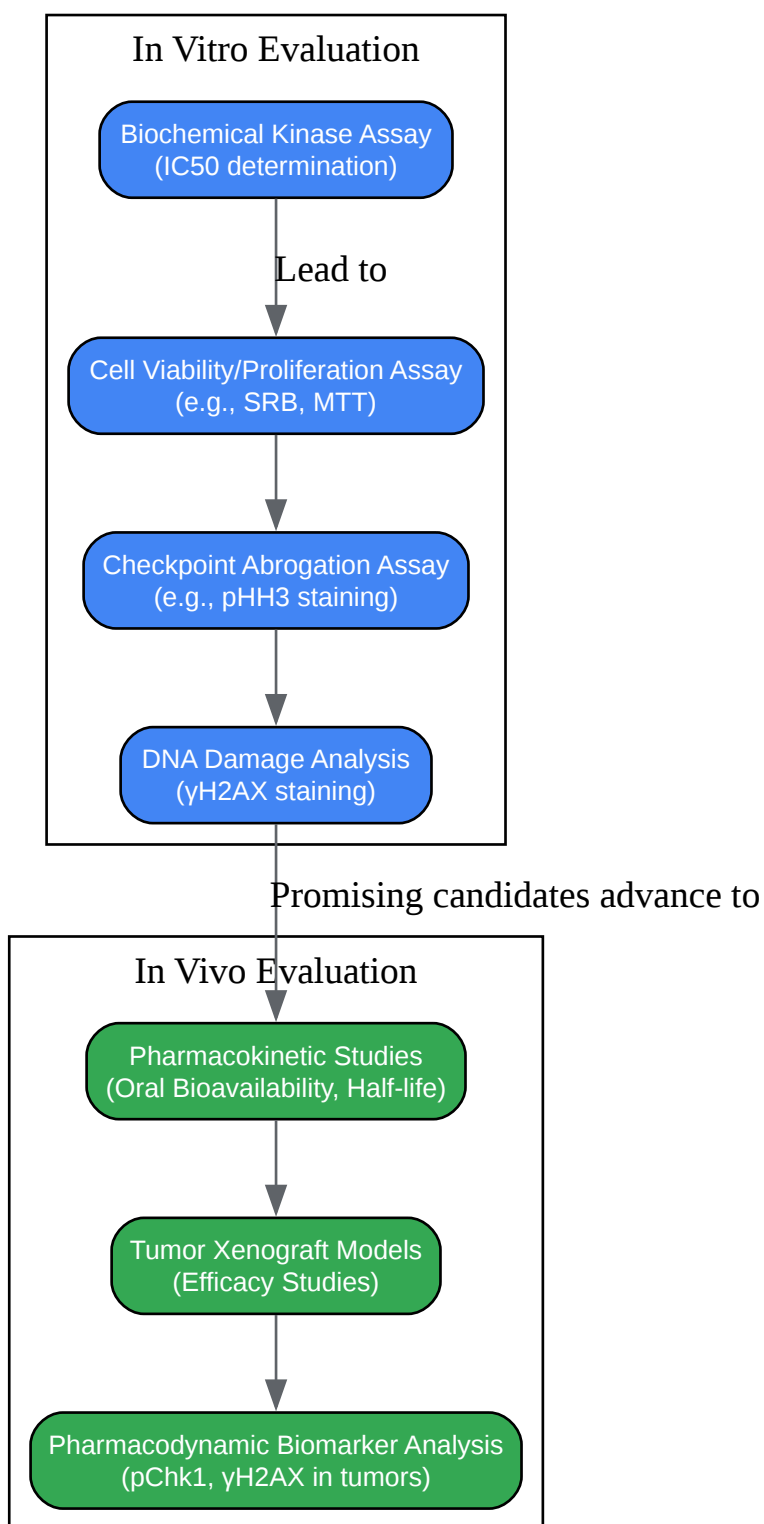 In Vitro Evaluation
Biochemical Kinase Assay
(IC50 determination)
Lead to
Cell Viability/Proliferation Assay
(e.g., SRB, MTT)
Checkpoint Abrogation Assay
(e.g., pHH3 staining)
DNA Damage Analysis
(γH2AX staining)
Promising candidates advance to
In Vivo Evaluation
Pharmacokinetic Studies
(Oral Bioavailability, Half-life)
Tumor Xenograft Models
(Efficacy Studies)
Pharmacodynamic Biomarker Analysis
(pChk1, γH2AX in tumors)